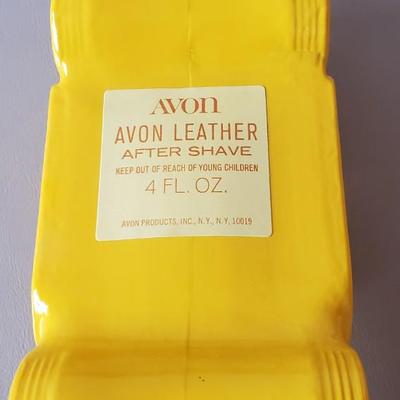 AVON
AVON LEATHER
AFTER SHAVE
KEEP OUT OF REACH OF YOUNG CHILDREN
4 FL. OZ.
AVON PRODUCTS, INC., N.Y., N.Y. 10019